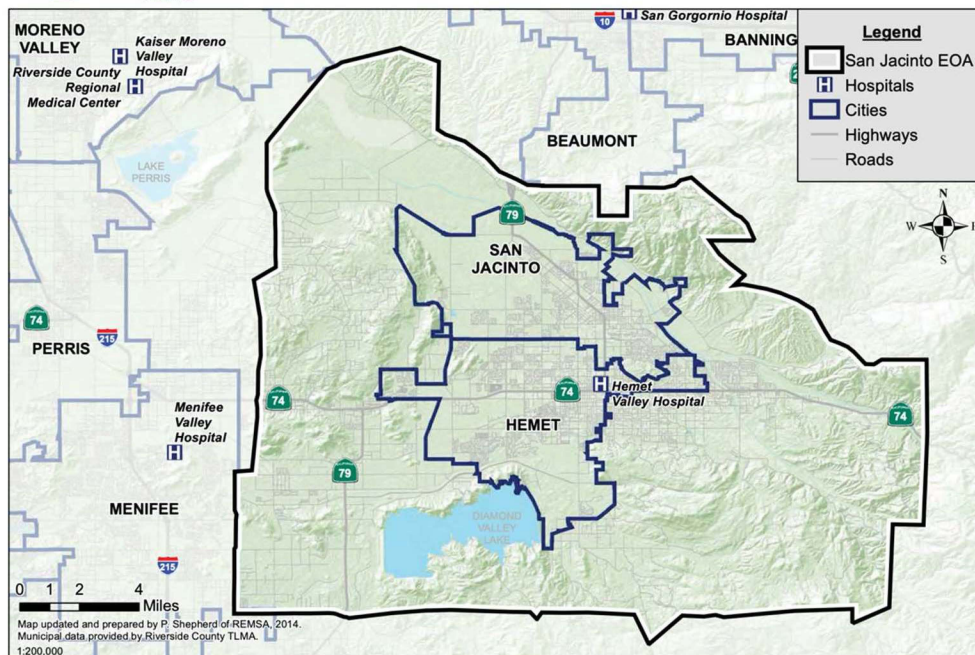 MORENO
VALLEY
Kaiser Moreno
Valley
Hospital
Riverside County
Regional
Medical Center
10
San Gorgornio Hospital
BANNING
Legend
San Jacinto EOA
H Hospitals
Cities
Highways
Roads
N
W E
S
BEAUMONT
LAKE
PERRIS
79
SAN
JACINTO
74
PERRIS
215
74
74
Hemet
Valley Hospital
74
Menifee
Valley
Hospital
HEMET
79
MENIFEE
DIAMOND
VALLEY
LAKE
215
0 1 2 4
Miles
Map updated and prepared by P. Shepherd of REMSA, 2014.
Municipal data provided by Riverside County TLMA.
1:200,000